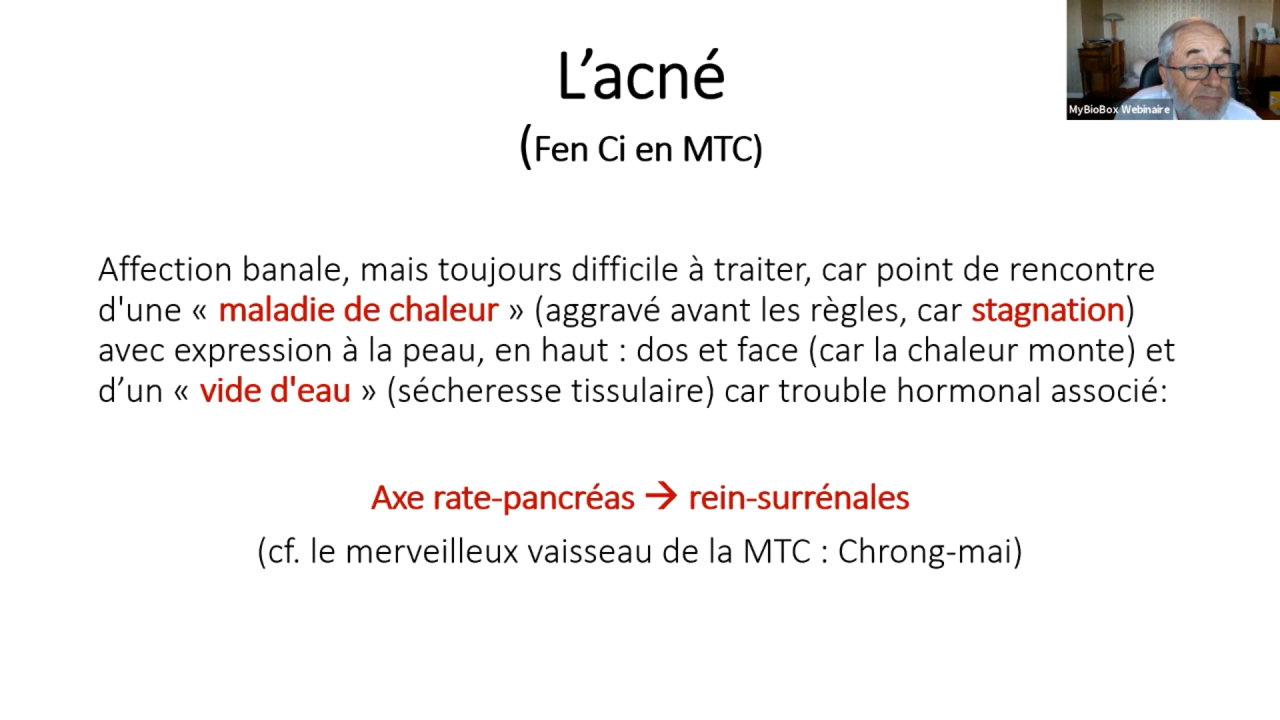 L’acné
(Fen Ci en MTC)
MyBioBox Webinaire
Affection banale, mais toujours difficile à traiter, car point de rencontre
d'une « maladie de chaleur » (aggravé avant les règles, car stagnation)
avec expression à la peau, en haut : dos et face (car la chaleur monte) et
d’un « vide d'eau » (sécheresse tissulaire) car trouble hormonal associé:
Axe rate-pancréas → rein-surrénales
(cf. le merveilleux vaisseau de la MTC : Chrong-mai)